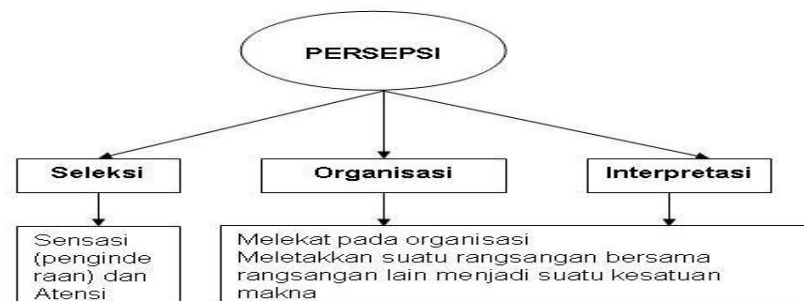 PERSEPSI
Seleksi
Organisasi
Interpretasi
Sensasi
(penginde
raan) dan
Atensi
Melekat pada organisasi
Meletakkan suatu rangsangan bersama
rangsangan lain menjadi suatu kesatuan
makna